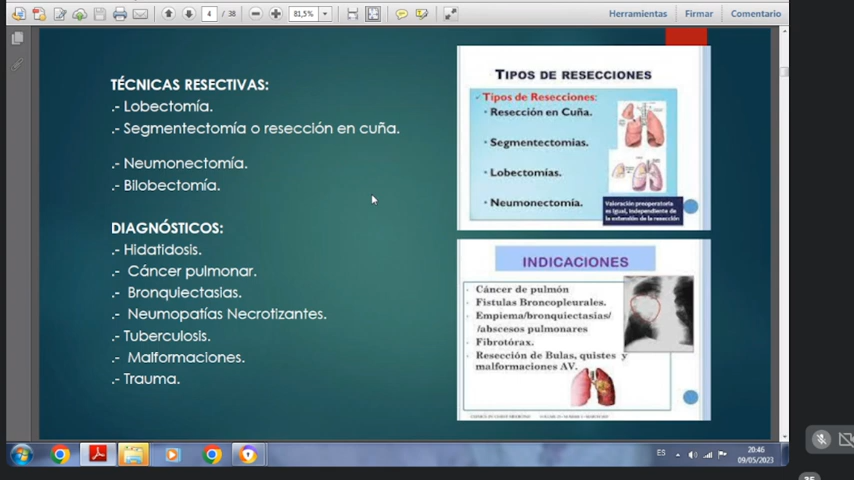 4 / 38
81,5%
Herramientas Firmar Comentario
TÉCNICAS RESECTIVAS:
.- Lobectomía.
.- Segmentectomía o resección en cuña.
.- Neumonectomía.
.- Bilobectomía.
DIAGNÓSTICOS:
.- Hidatidosis.
.- Cáncer pulmonar.
.- Bronquiectasias.
.- Neumopatías Necrotizantes.
.- Tuberculosis.
.- Malformaciones.
.- Trauma.
TIPOS DE RESECCIONES
✓ Tipos de Resecciones:
• Resección en Cuña.
• Segmentectomias.
• Lobectomías.
• Neumonectomía.
Valoración preoperatoria
es igual, independiente de
la extensión de la resección
INDICACIONES
Cáncer de pulmón
Fistulas Broncopleurales.
Empiema/bronquiectasias/
/abscesos pulmonares
Fibrotórax.
Resección de Bulas, quistes y
malformaciones AV.
ES
20:46
09/05/2023